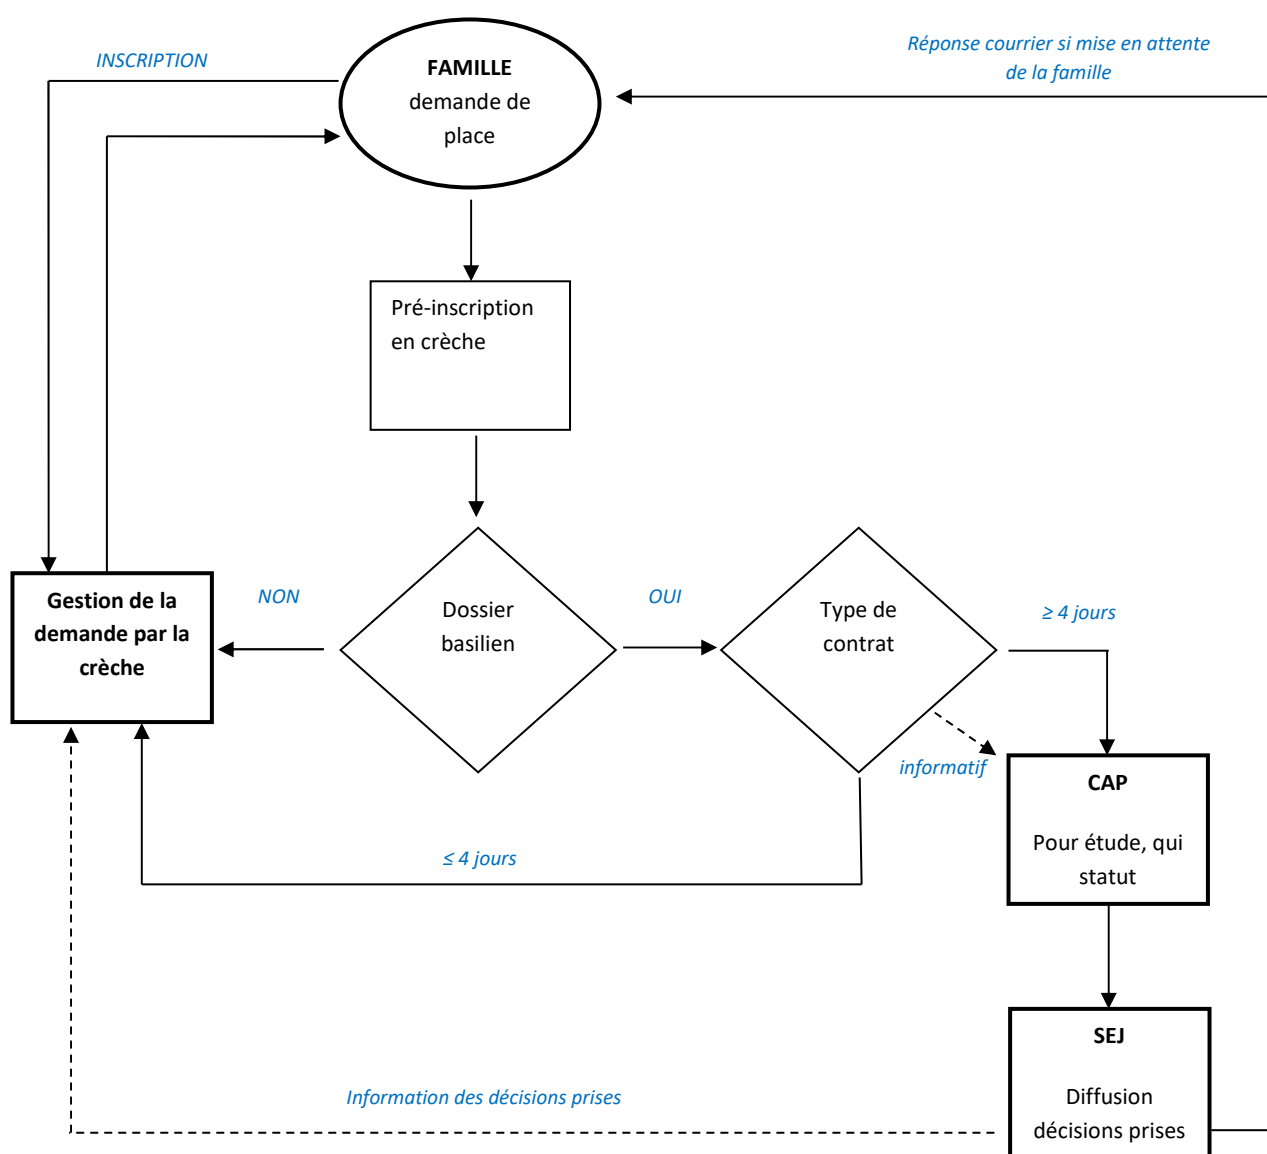 INSCRIPTION
FAMILLE
demande de
place
Réponse courrier si mise en attente
de la famille
Pré-inscription
en crèche
Gestion de la
demande par la
crèche
NON
Dossier
basilien
OUI
Type de
contrat
≥ 4 jours
informatif
CAP
Pour étude, qui
statut
≤ 4 jours
SEJ
Diffusion
décisions prises
Information des décisions prises